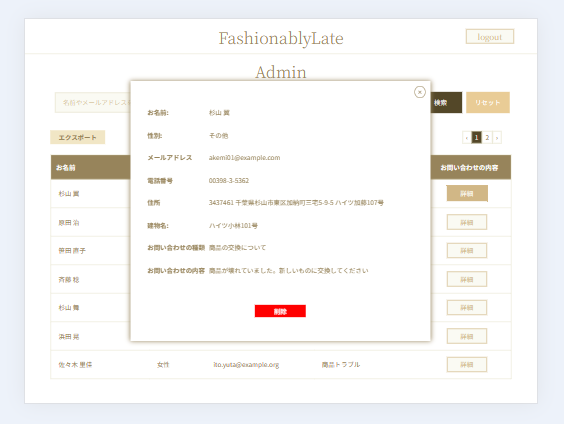 FashionablyLate
logout
Admin
名前やメールアドレス
検索
リセット
エクスポート
‹ 1 2 ›
お名前
お問い合わせの内容
杉山 翼
詳細
原田 治
詳細
笹田 直子
詳細
斉藤 稔
詳細
杉山 舞
詳細
浜田 晃
詳細
佐々木 里佳 女性 ito.yuta@example.org 商品トラブル 詳細
×
お名前: 杉山 翼
性別: その他
メールアドレス akemi01@example.com
電話番号 00398-3-5362
住所 3437461 千葉県杉山市東区加納町三宅5-9-5 ハイツ加藤107号
建物名: ハイツ小林101号
お問い合わせの種類 商品の交換について
お問い合わせの内容 商品が壊れていました。新しいものに交換してください
削除